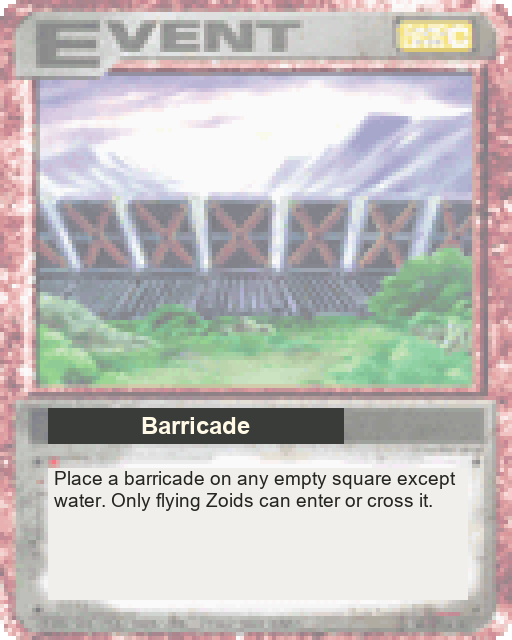 EVENT
Barricade
Place a barricade on any empty square except
water. Only flying Zoids can enter or cross it.